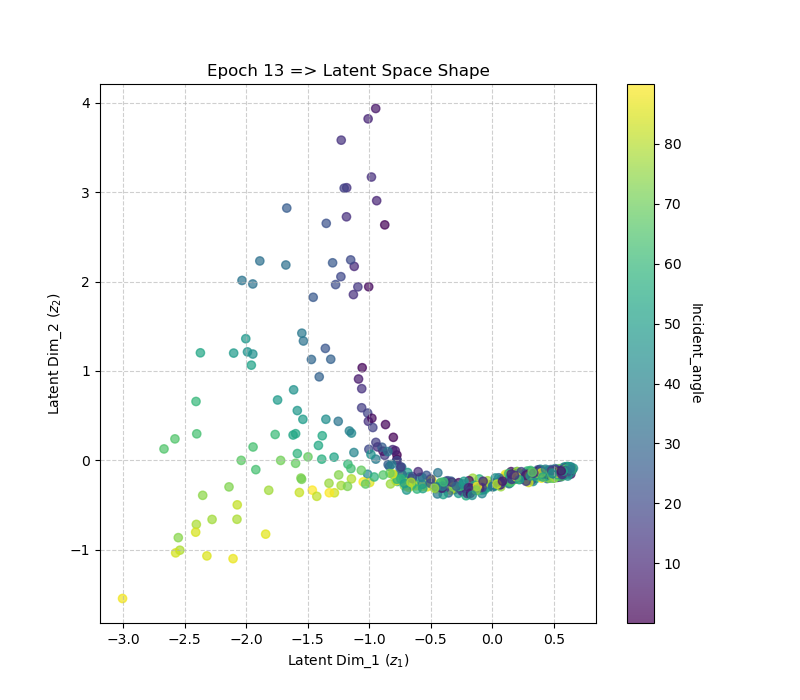 Epoch 13 => Latent Space Shape
4
3
2
1
0
−1
Latent Dim_2 (z₂)
−3.0 −2.5 −2.0 −1.5 −1.0 −0.5 0.0 0.5
Latent Dim_1 (z₁)
80
70
60
50
40
30
20
10
Incident_angle